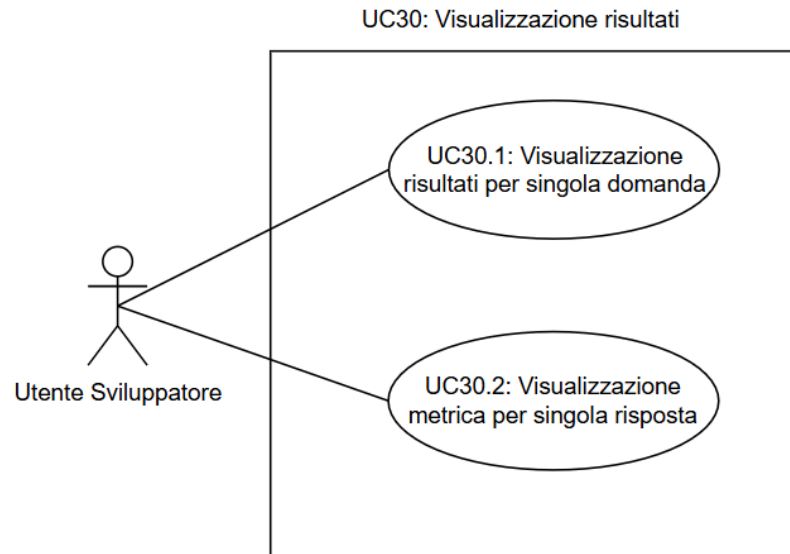 UC30: Visualizzazione risultati
UC30.1: Visualizzazione
risultati per singola domanda
Utente Sviluppatore
UC30.2: Visualizzazione
metrica per singola risposta